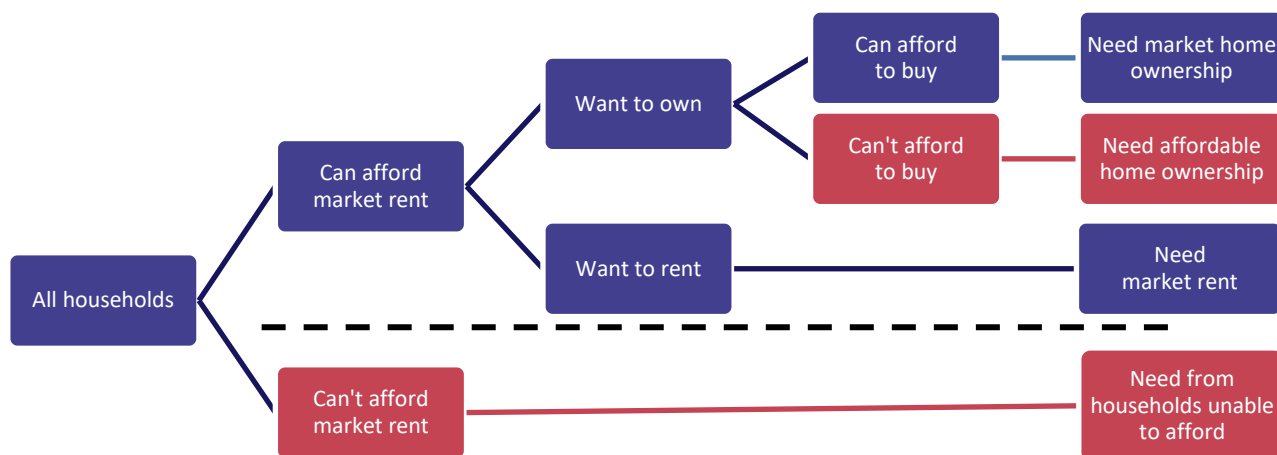 Can afford
to buy
Need market home
ownership
Want to own
Can't afford
to buy
Need affordable
home ownership
Can afford
market rent
Want to rent
Need
market rent
All households
Can't afford
market rent
Need from
households unable
to afford